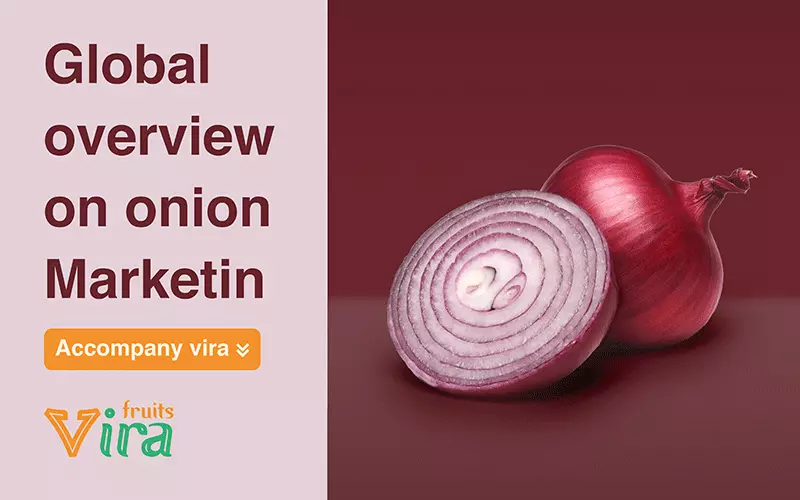 Global
overview
on onion
Marketin
Accompany vira
fruits
Vira